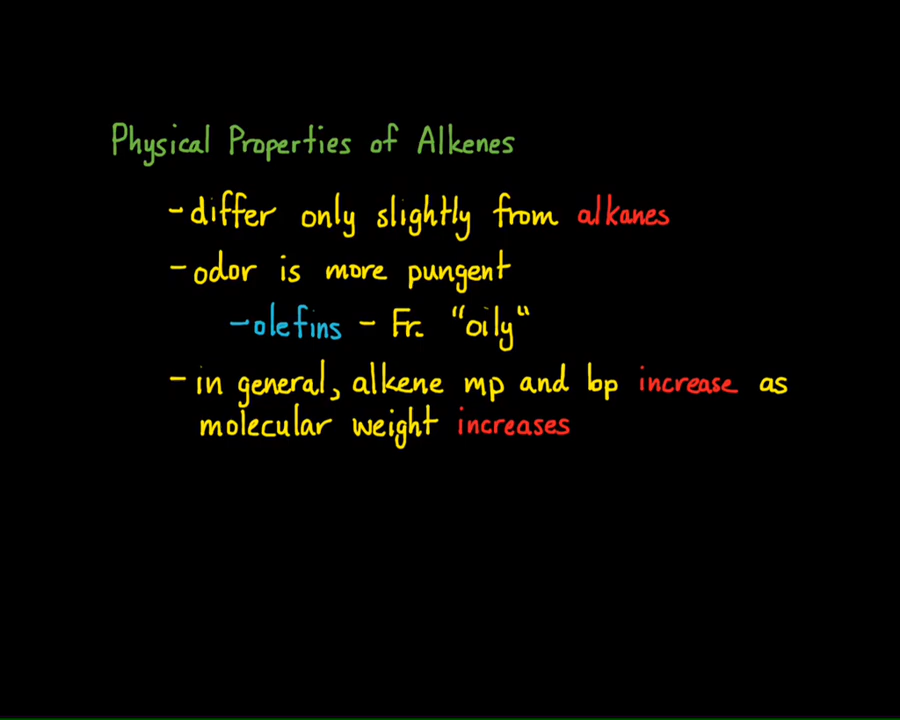 Physical Properties of Alkenes
- differ only slightly from alkanes
- odor is more pungent
- olefins - Fr. "oily"
- in general, alkene mp and bp increase as
molecular weight increases